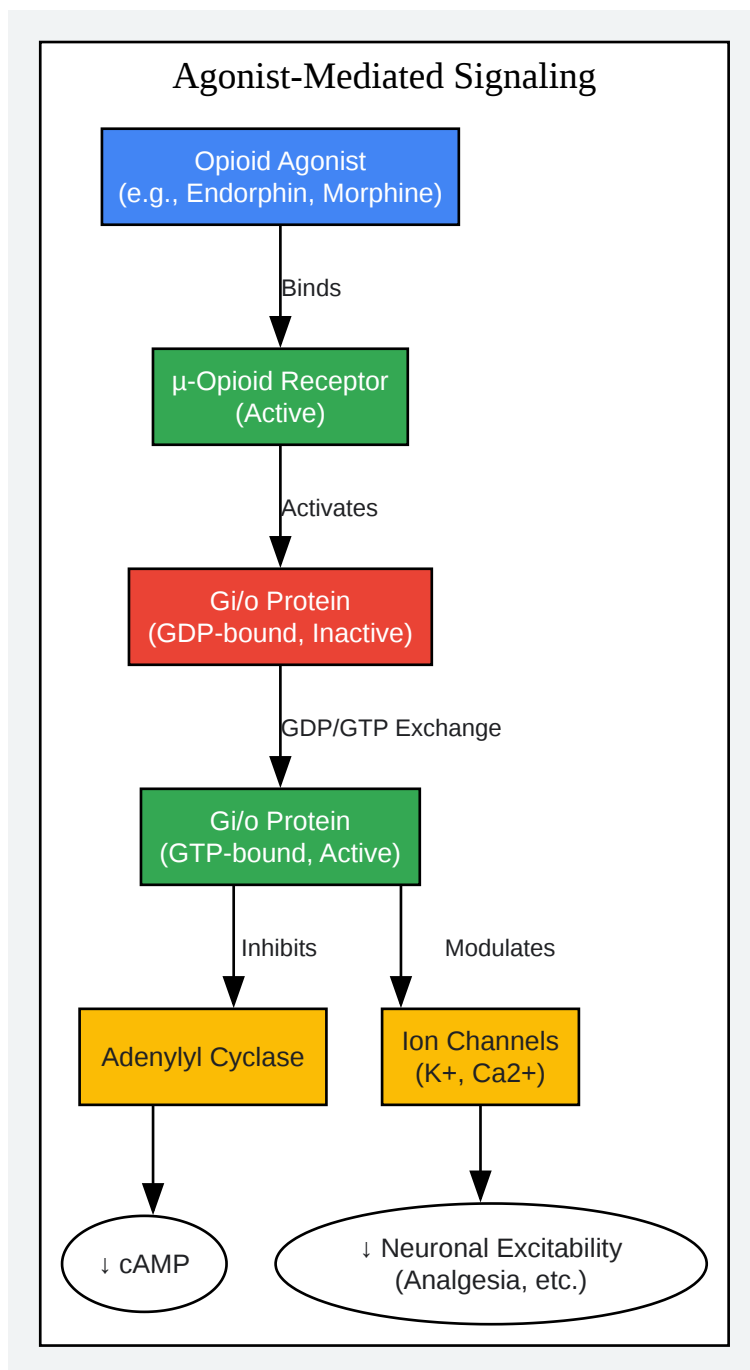 Agonist-Mediated Signaling
Opioid Agonist
(e.g., Endorphin, Morphine)
Binds
µ-Opioid Receptor
(Active)
Activates
Gi/o Protein
(GDP-bound, Inactive)
GDP/GTP Exchange
Gi/o Protein
(GTP-bound, Active)
Inhibits
Modulates
Adenylyl Cyclase
Ion Channels
(K+, Ca2+)
↓ cAMP
↓ Neuronal Excitability
(Analgesia, etc.)